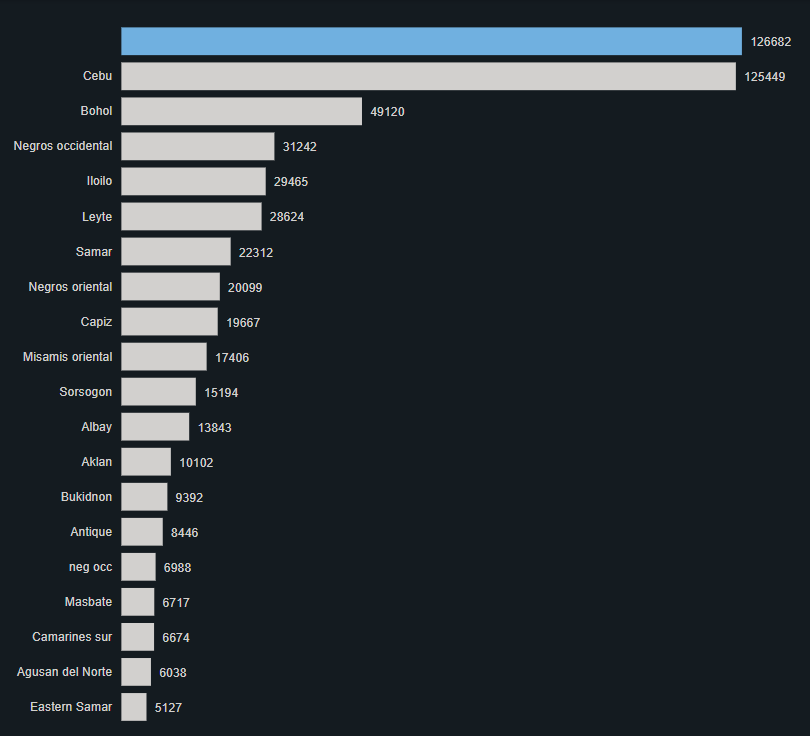 126682
Cebu 125449
Bohol 49120
Negros occidental 31242
Iloilo 29465
Leyte 28624
Samar 22312
Negros oriental 20099
Capiz 19667
Misamis oriental 17406
Sorsogon 15194
Albay 13843
Aklan 10102
Bukidnon 9392
Antique 8446
neg occ 6988
Masbate 6717
Camarines sur 6674
Agusan del Norte 6038
Eastern Samar 5127